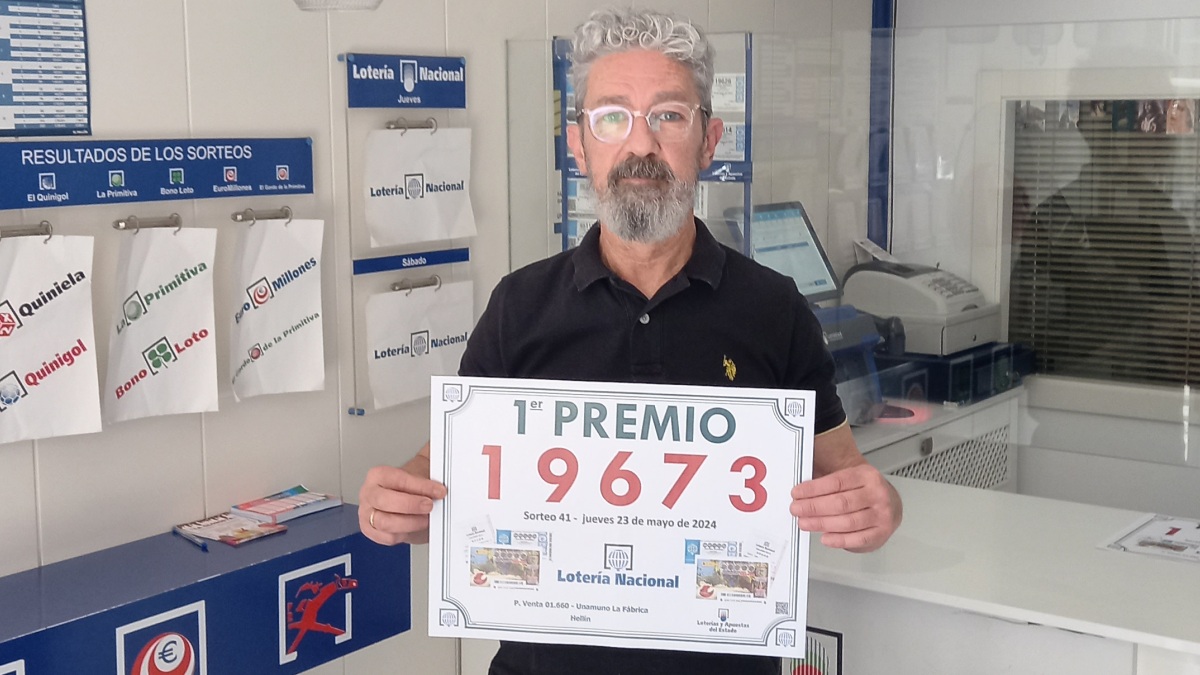 RESULTADOS DE LOS SORTEOS
El Quinigol
La Primitiva
Bono Loto
EuroMillones
El Gordo de la Primitiva
Quiniela
Quinigol
La Primitiva
Bono Loto
Euro Millones
El Gordo de la Primitiva
Lotería Nacional
Jueves
Lotería Nacional
Sábado
Lotería Nacional
1er PREMIO
19673
Sorteo 41 - jueves 23 de mayo de 2024
Lotería Nacional
P. Venta 01.660 - Unamuno La Fábrica
Hellín
Loterías y Apuestas
del Estado